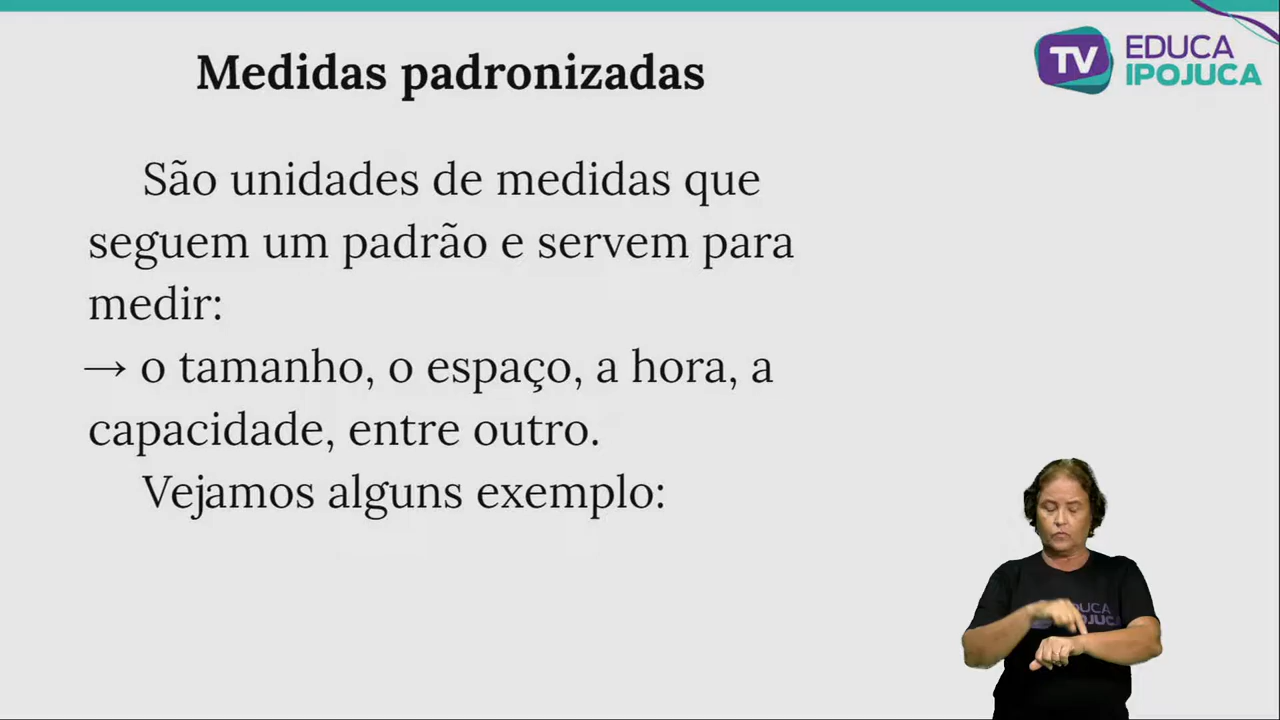 Medidas padronizadas
TV EDUCA
IPOJUCA
São unidades de medidas que
seguem um padrão e servem para
medir:
→ o tamanho, o espaço, a hora, a
capacidade, entre outro.
Vejamos alguns exemplo: